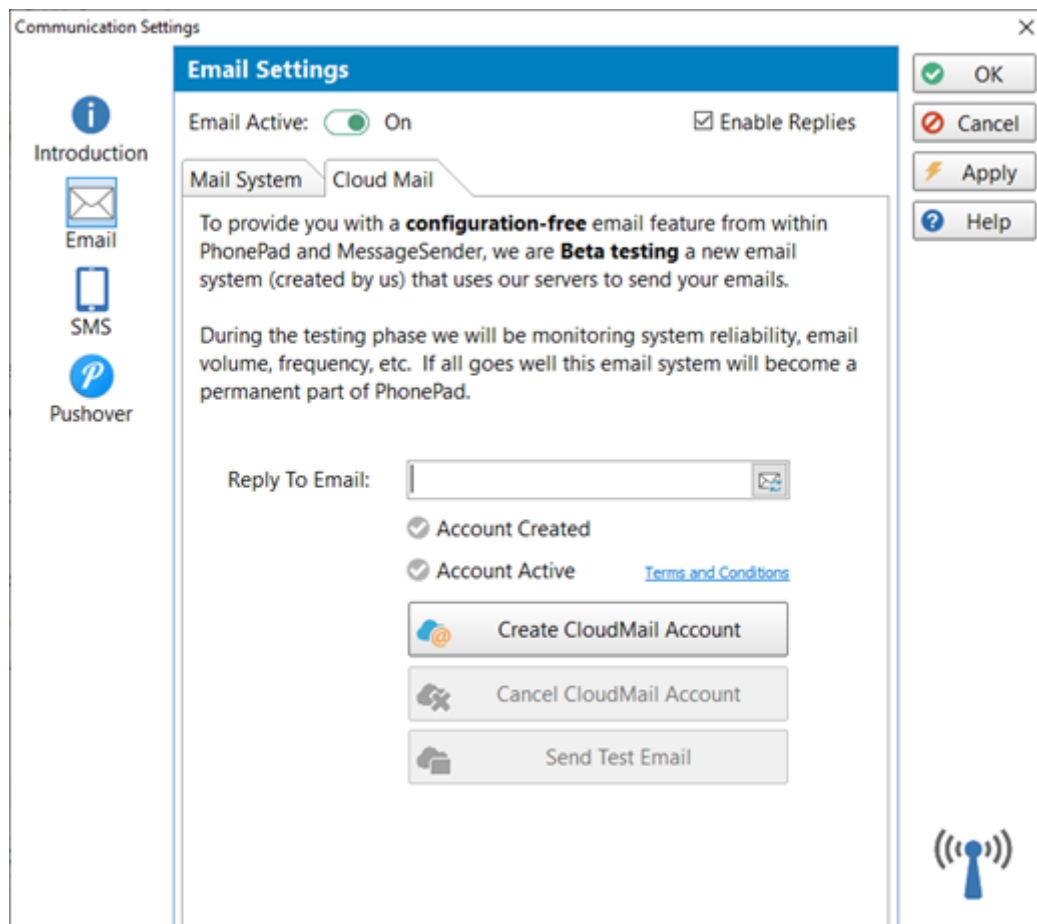 Communication Settings
Introduction
Email
SMS
Pushover
Email Settings
Email Active: On
Enable Replies
Mail System
Cloud Mail
To provide you with a configuration-free email feature from within
PhonePad and MessageSender, we are Beta testing a new email
system (created by us) that uses our servers to send your emails.
During the testing phase we will be monitoring system reliability, email
volume, frequency, etc.  If all goes well this email system will become a
permanent part of PhonePad.
Reply To Email:
Account Created
Account Active
Terms and Conditions
Create CloudMail Account
Cancel CloudMail Account
Send Test Email
OK
Cancel
Apply
Help